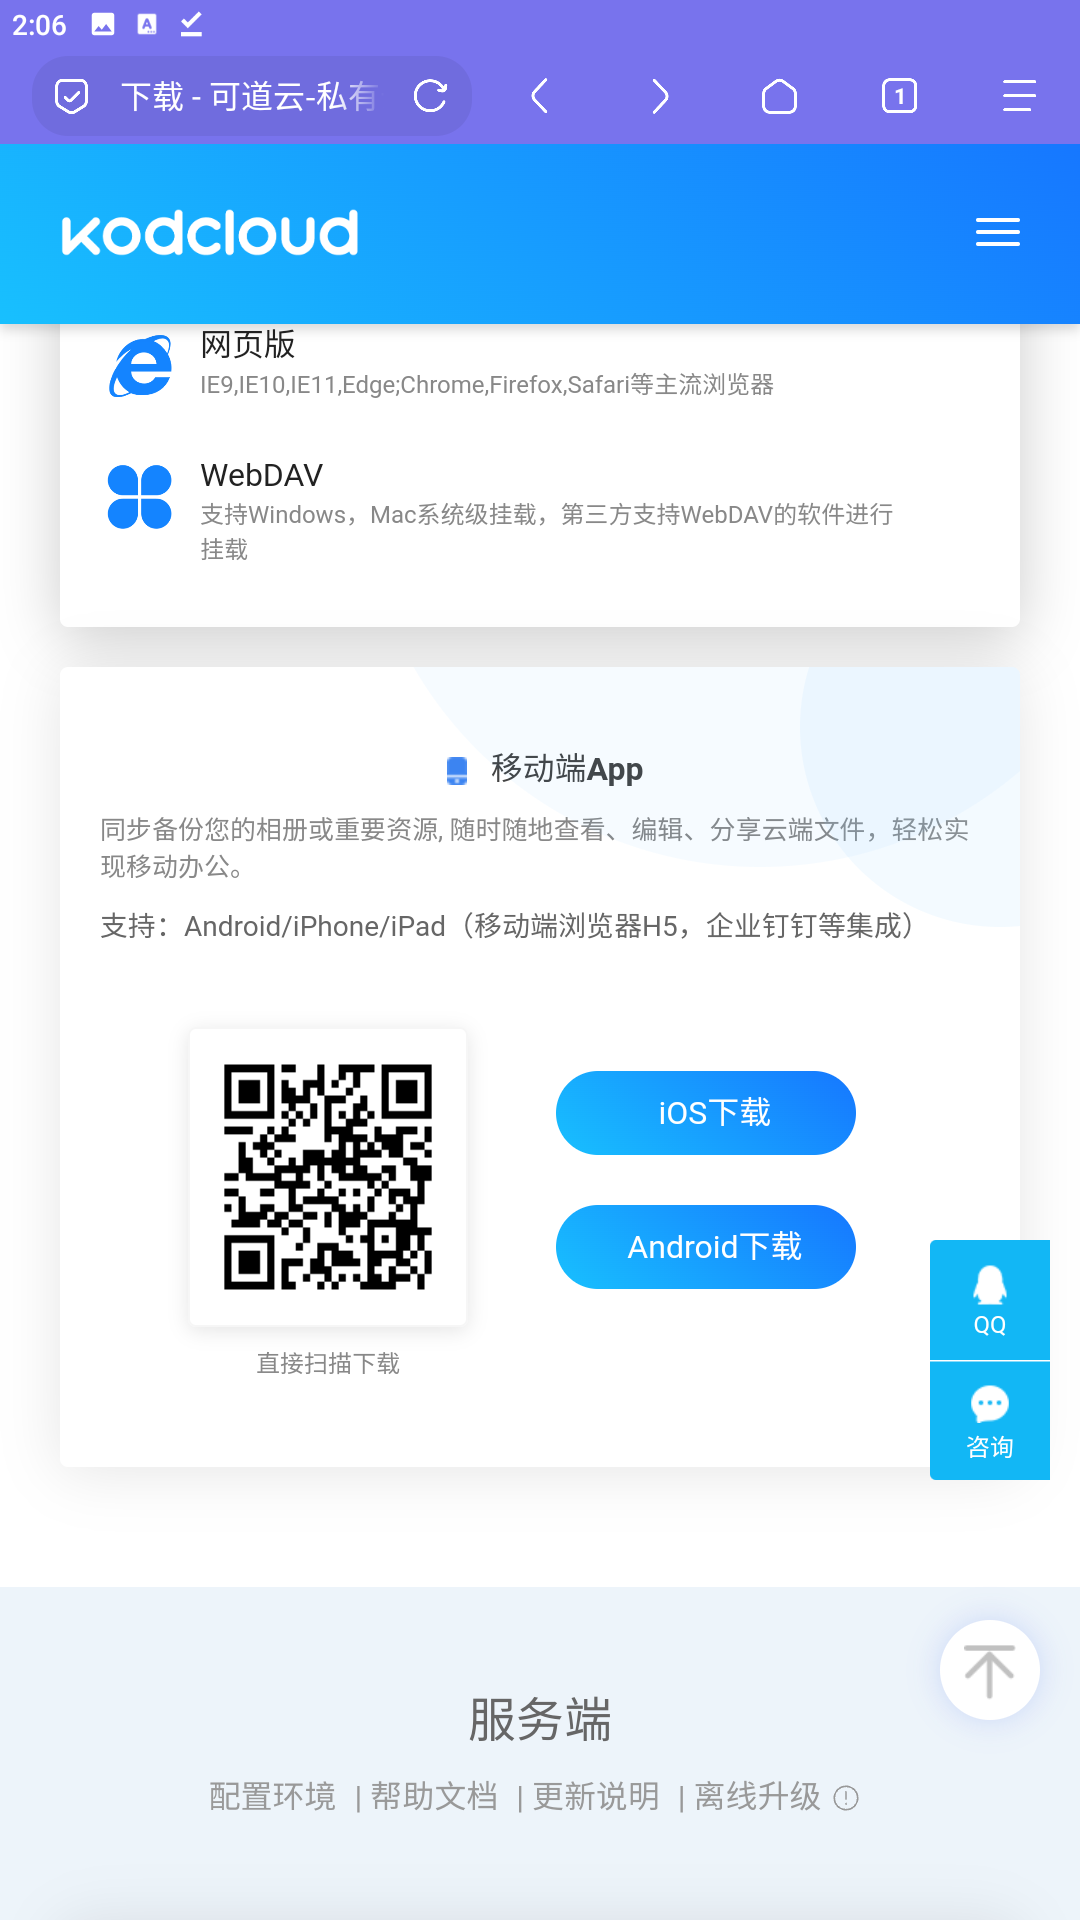 2:06
下载 - 可道云-私有
1
kodcloud
网页版
IE9,IE10,IE11,Edge;Chrome,Firefox,Safari等主流浏览器
WebDAV
支持Windows，Mac系统级挂载，第三方支持WebDAV的软件进行
挂载
移动端App
同步备份您的相册或重要资源, 随时随地查看、编辑、分享云端文件，轻松实
现移动办公。
支持：Android/iPhone/iPad（移动端浏览器H5，企业钉钉等集成）
iOS下载
Android下载
直接扫描下载
QQ
咨询
服务端
配置环境 | 帮助文档 | 更新说明 | 离线升级